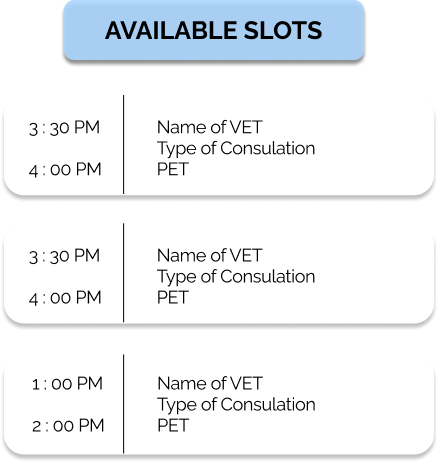 AVAILABLE SLOTS
3 : 30 PM
Name of VET
Type of Consulation
4 : 00 PM
PET
3 : 30 PM
Name of VET
Type of Consulation
4 : 00 PM
PET
1 : 00 PM
Name of VET
Type of Consulation
2 : 00 PM
PET